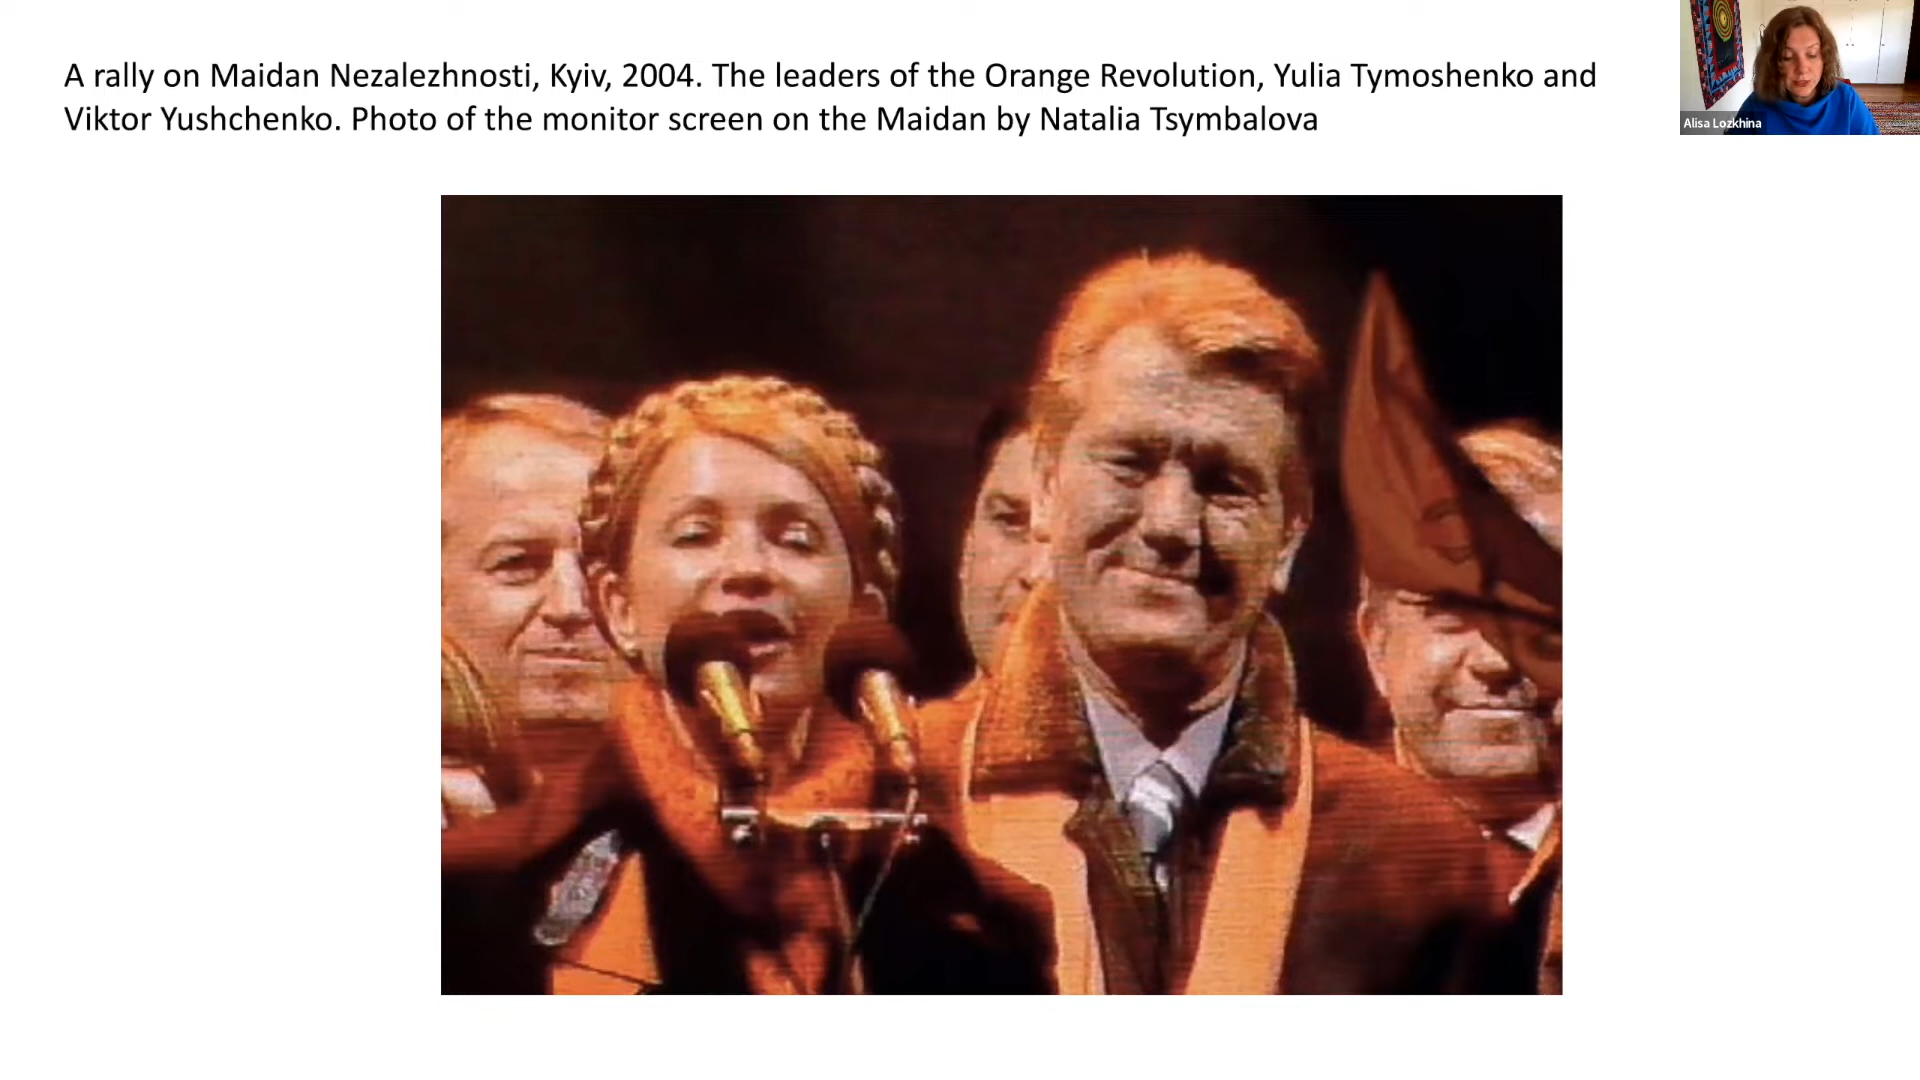 A rally on Maidan Nezalezhnosti, Kyiv, 2004. The leaders of the Orange Revolution, Yulia Tymoshenko and
Viktor Yushchenko. Photo of the monitor screen on the Maidan by Natalia Tsymbalova
Alisa Lozkhina